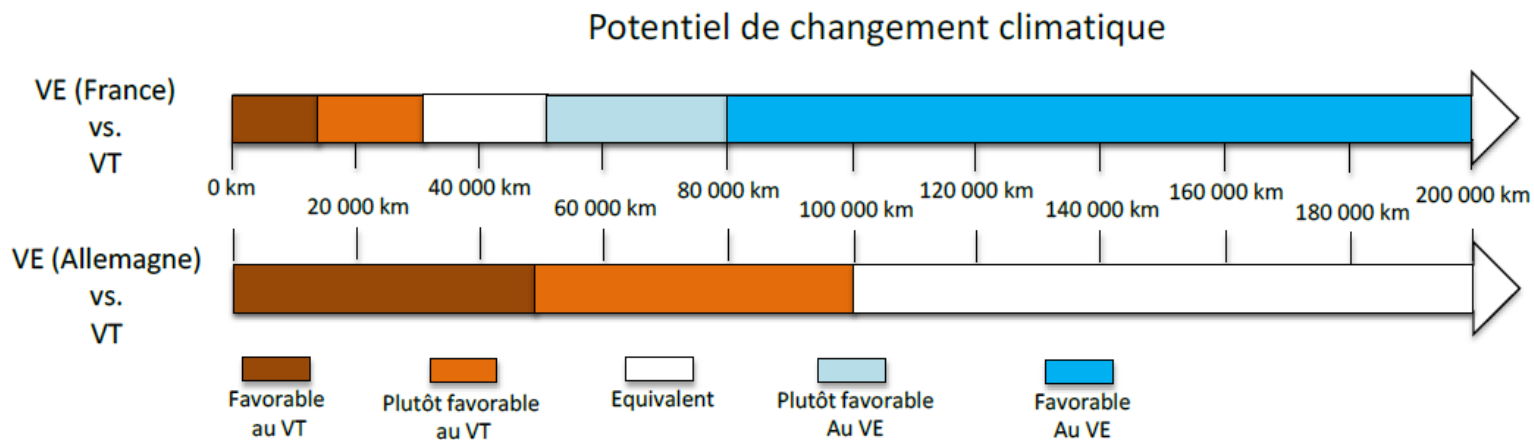 Potentiel de changement climatique
VE (France)
vs.
VT
0 km
20 000 km
40 000 km
60 000 km
80 000 km
100 000 km
120 000 km
140 000 km
160 000 km
180 000 km
200 000 km
VE (Allemagne)
vs.
VT
Favorable
au VT
Plutôt favorable
au VT
Equivalent
Plutôt favorable
Au VE
Favorable
Au VE